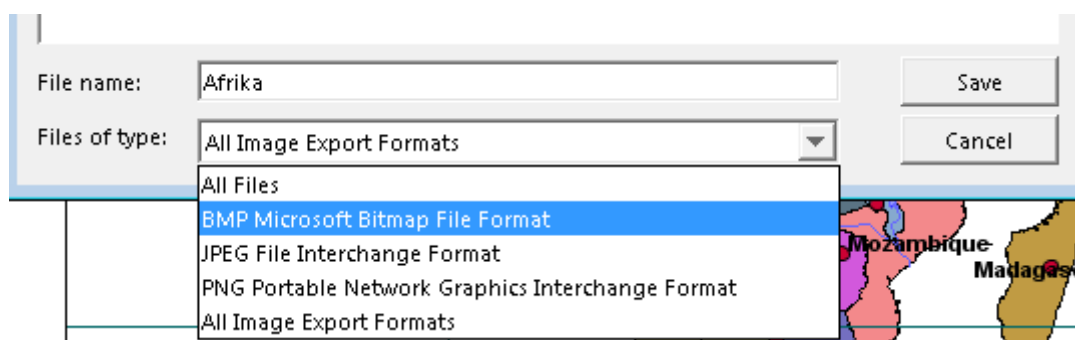 File name: Afrika Save
Files of type: All Image Export Formats Cancel
All Files
BMP Microsoft Bitmap File Format
JPEG File Interchange Format
PNG Portable Network Graphics Interchange Format
All Image Export Formats
Mozambique